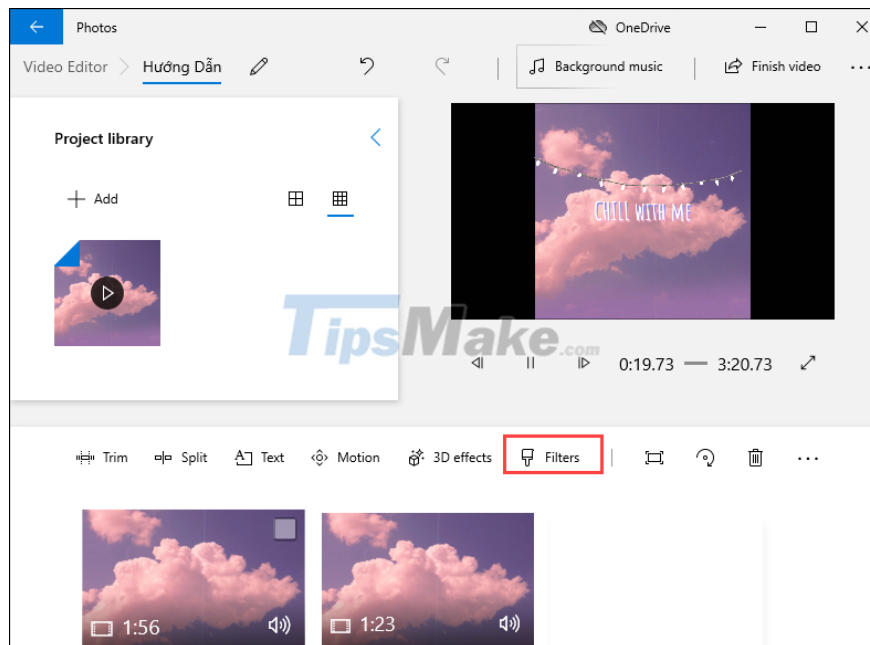 Photos
OneDrive
Video Editor
Hướng Dẫn
Background music
Finish video
Project library
Add
CHILL WITH ME
TipsMake.com
0:19.73
3:20.73
Trim
Split
Text
Motion
3D effects
Filters
1:56
1:23